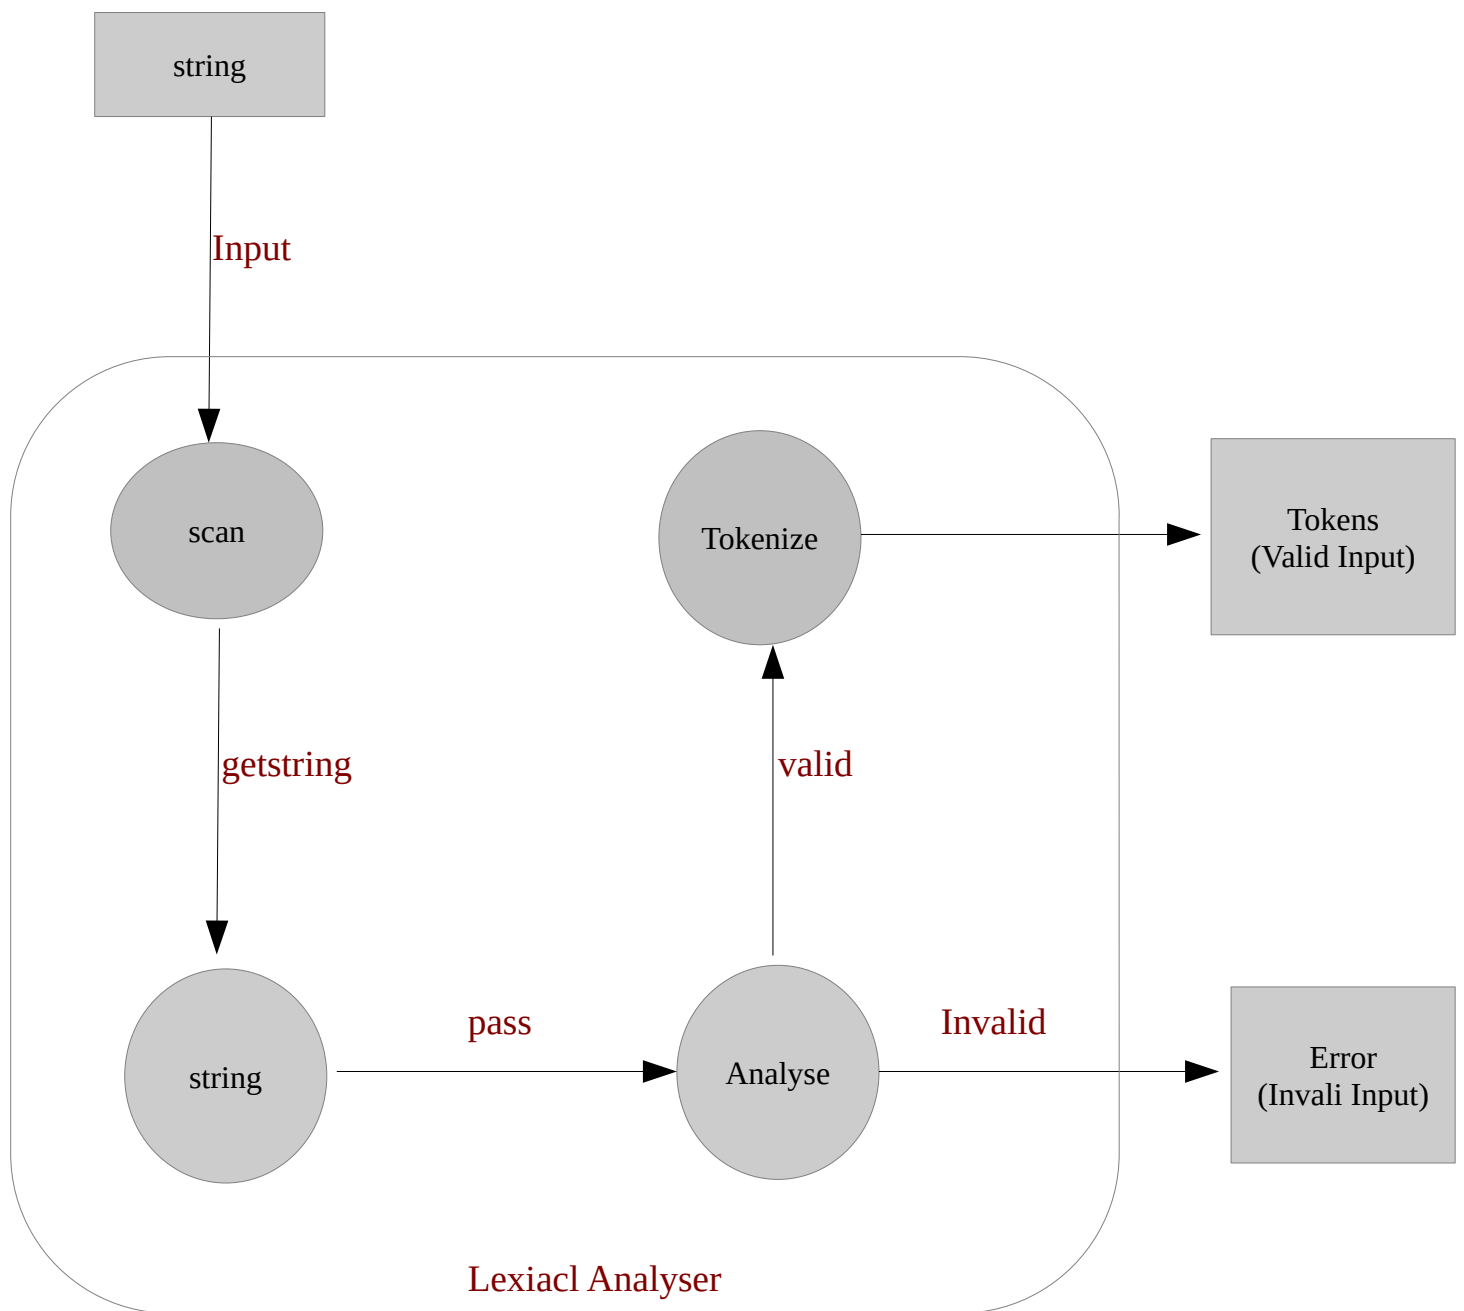 string
Input
scan
Tokenize
Tokens
(Valid Input)
getstring
valid
string
pass
Analyse
Invalid
Error
(Invali Input)
Lexiacl Analyser